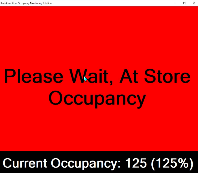 Please Wait, At Store
Occupancy
Current Occupancy: 125 (125%)